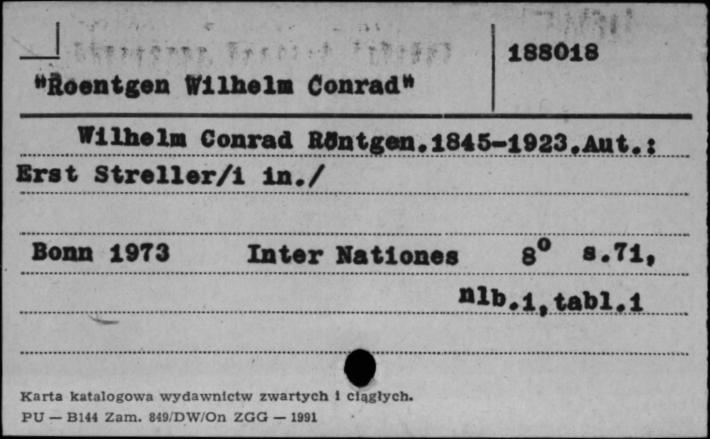 188018
"Roentgen Wilhelm Conrad"
Wilhelm Conrad Röntgen.1845-1923.Aut.:
Erst Streller/i in./
Bonn 1973 Inter Nationes 8° s.71,
nlb.1,tabl.1
Karta katalogowa wydawnictw zwartych i ciągłych.
PU — B144 Zam. 849/DW/On ZGG — 1991